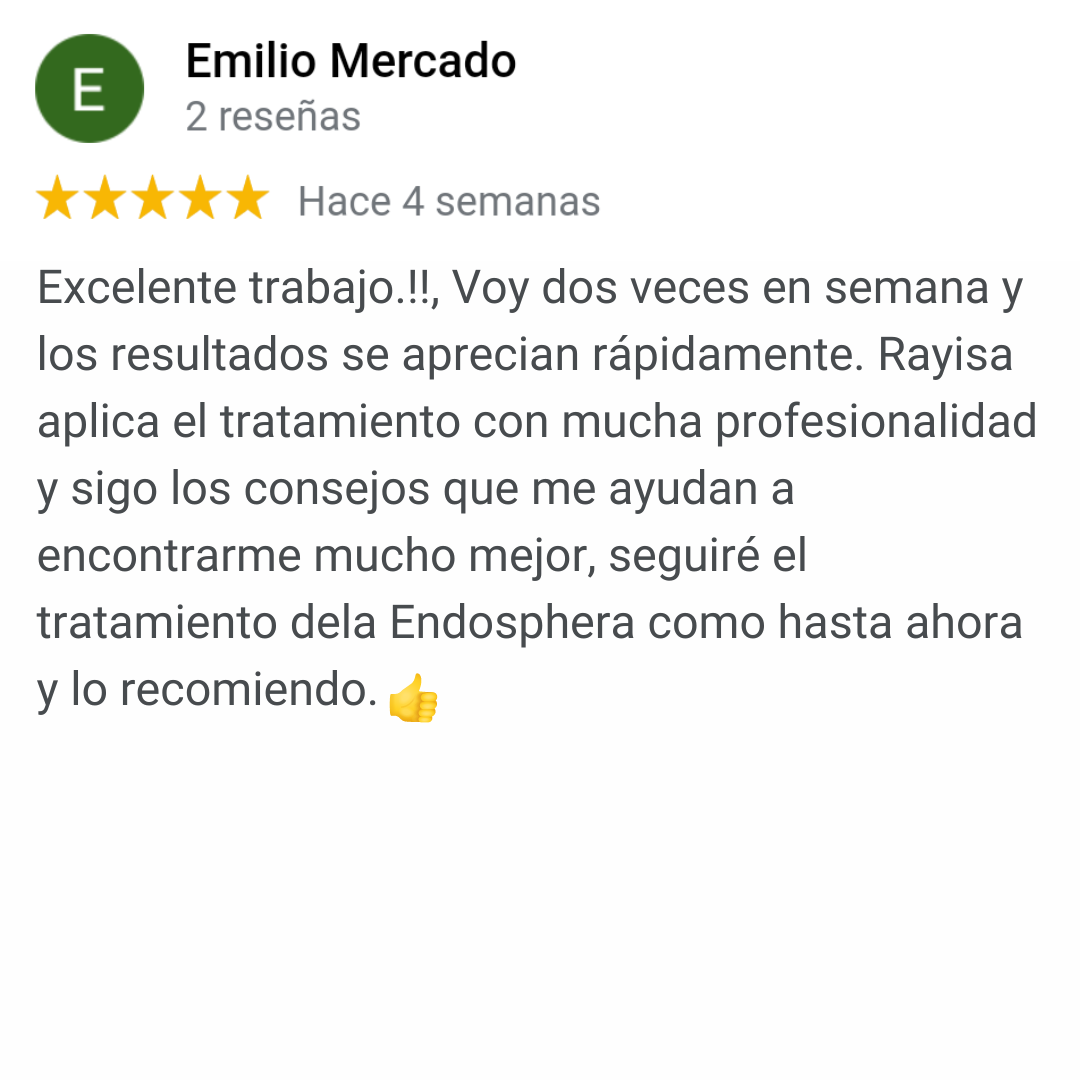 E
Emilio Mercado
2 reseñas
Hace 4 semanas
Excelente trabajo.!!, Voy dos veces en semana y
los resultados se aprecian rápidamente. Rayisa
aplica el tratamiento con mucha profesionalidad
y sigo los consejos que me ayudan a
encontrarme mucho mejor, seguiré el
tratamiento dela Endosphera como hasta ahora
y lo recomiendo. 👍